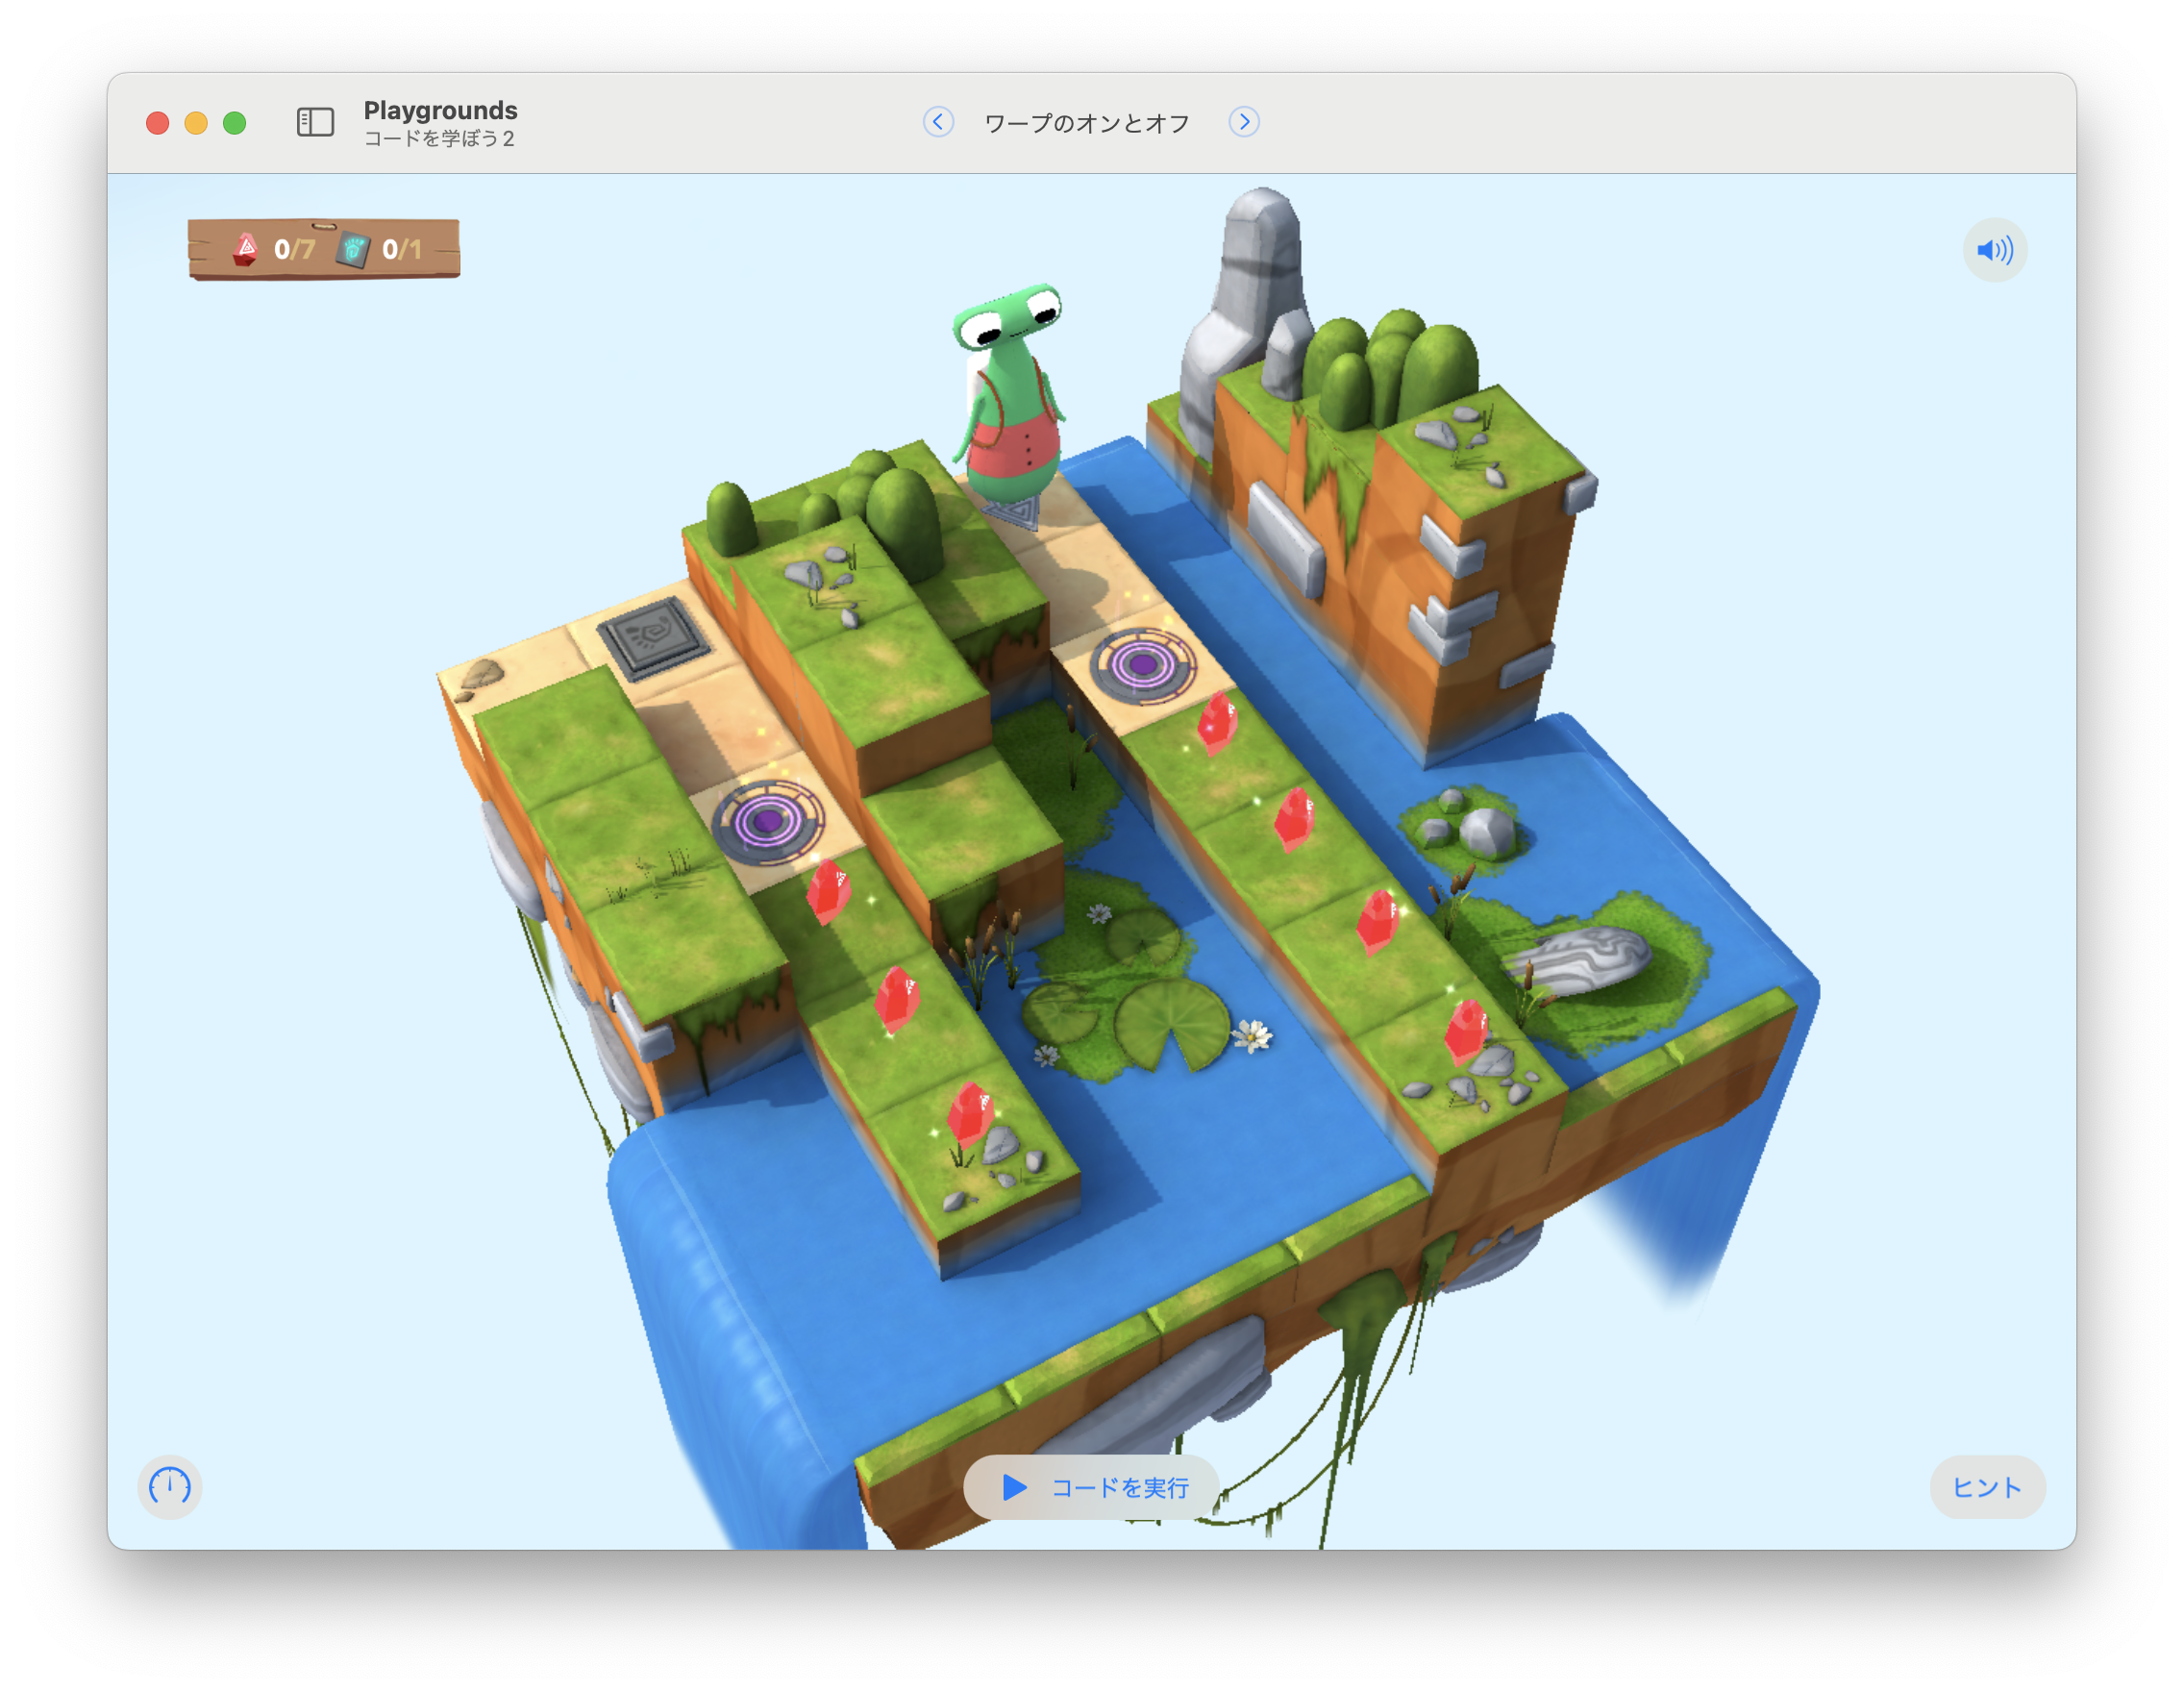 Playgrounds
コードを学ぼう 2
ワープのオンとオフ
0/7 0/1
コードを実行
ヒント